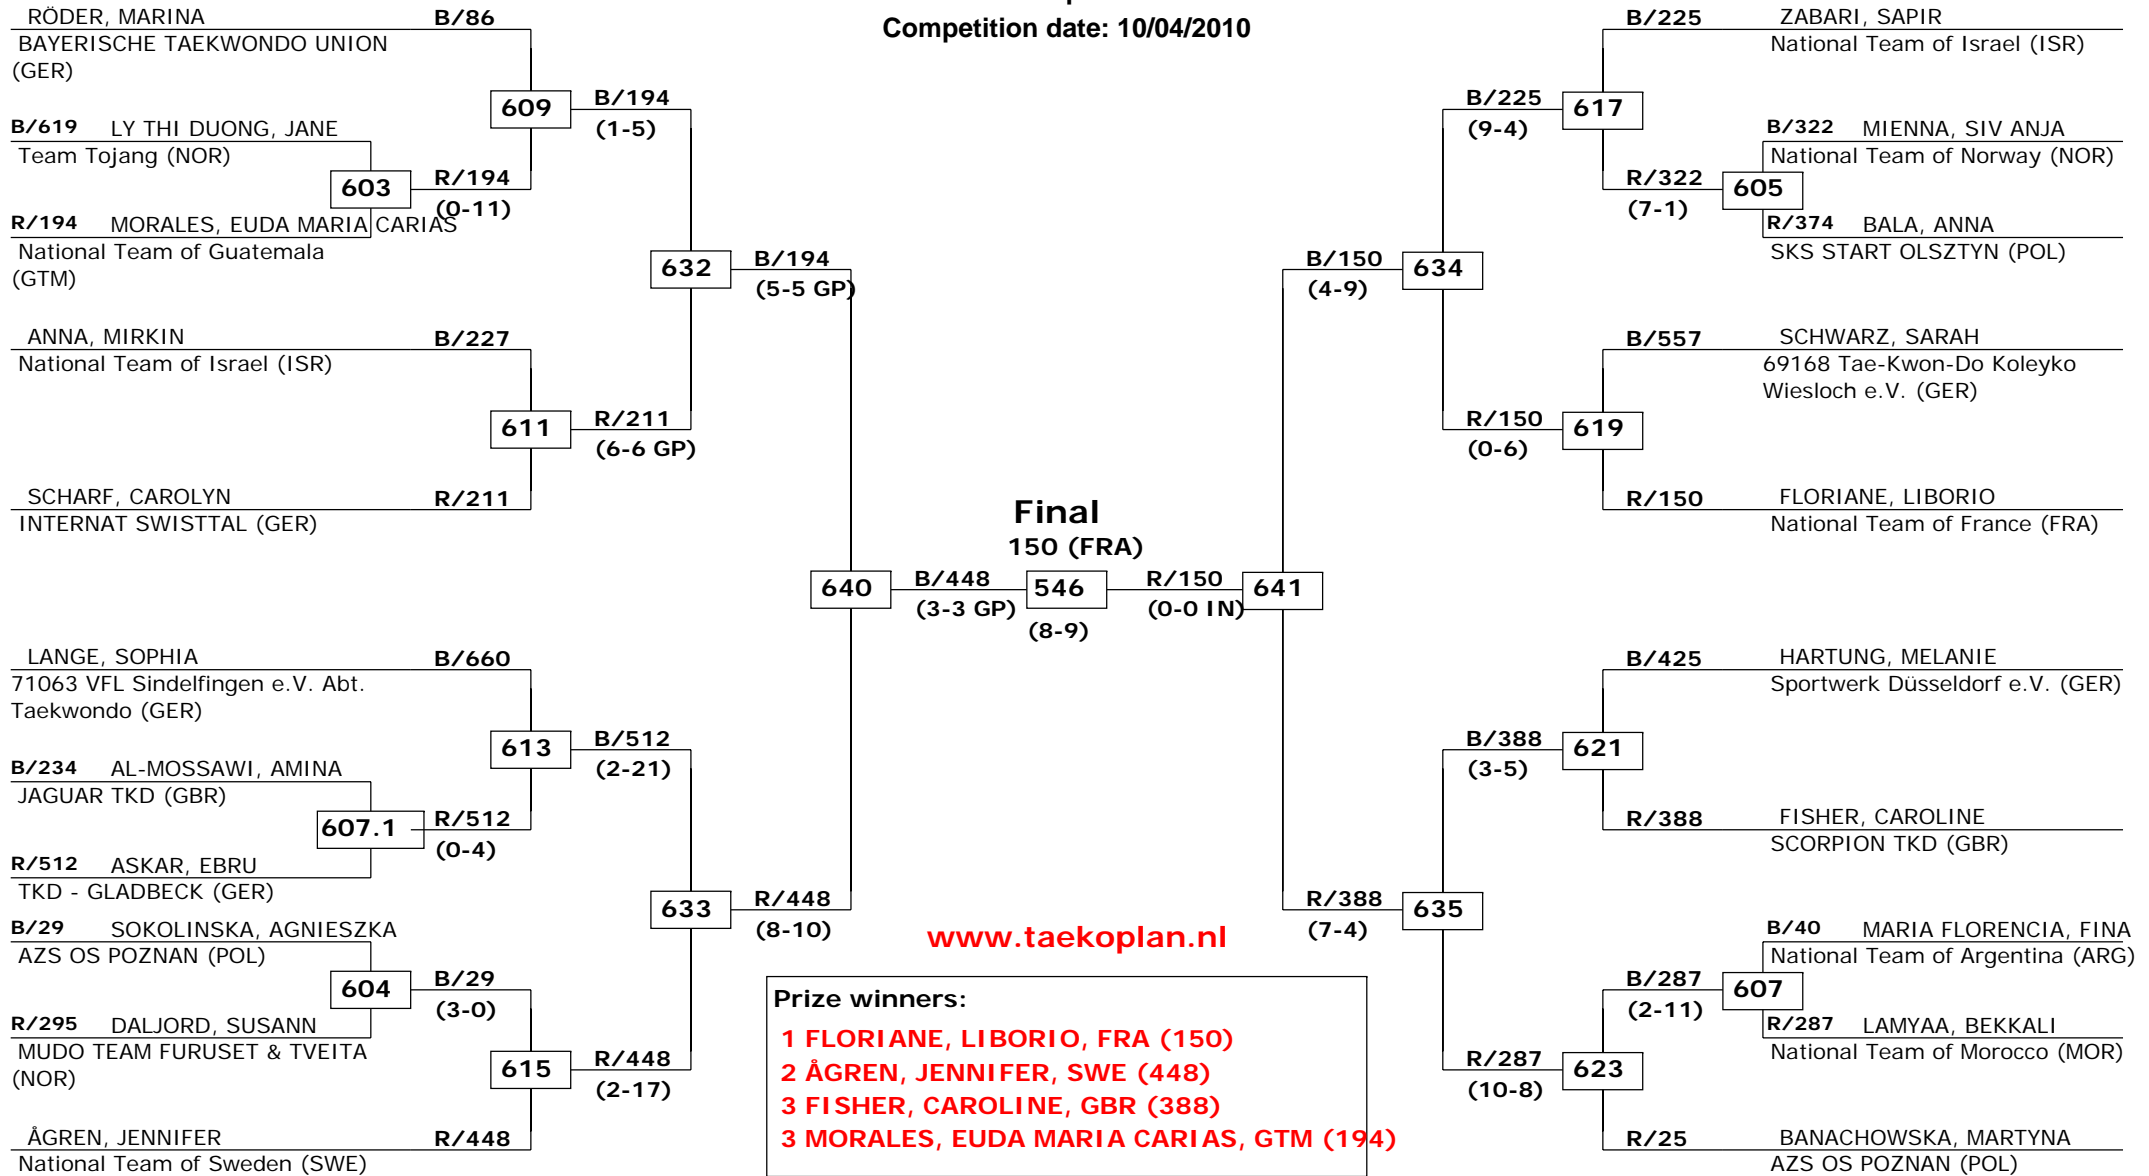 Competition date: 10/04/2010
RÖDER, MARINA
B/86
BAYERISCHE TAEKWONDO UNION
(GER)
609
B/194
(1-5)
B/619 LY THI DUONG, JANE
Team Tojang (NOR)
603
R/194
(0-11)
R/194 MORALES, EUDA MARIA CARIAS
National Team of Guatemala
(GTM)
632
B/194
(5-5 GP)
ANNA, MIRKIN
B/227
National Team of Israel (ISR)
611
R/211
(6-6 GP)
SCHARF, CAROLYN
R/211
INTERNAT SWISTTAL (GER)
640
B/448
(3-3 GP)
LANGE, SOPHIA
B/660
71063 VFL Sindelfingen e.V. Abt.
Taekwondo (GER)
613
B/512
(2-21)
B/234 AL-MOSSAWI, AMINA
JAGUAR TKD (GBR)
607.1
R/512
(0-4)
R/512 ASKAR, EBRU
TKD - GLADBECK (GER)
633
R/448
(8-10)
B/29 SOKOLINSKA, AGNIESZKA
AZS OS POZNAN (POL)
604
B/29
(3-0)
R/295 DALJORD, SUSANN
MUDO TEAM FURUSET & TVEITA
(NOR)
615
R/448
(2-17)
ÅGREN, JENNIFER
R/448
National Team of Sweden (SWE)
Final
150 (FRA)
546
(8-9)
R/150
(0-0 IN)
641
B/225 ZABARI, SAPIR
National Team of Israel (ISR)
B/225
(9-4)
617
B/322 MIENNA, SIV ANJA
National Team of Norway (NOR)
R/322
(7-1)
605
R/374 BALA, ANNA
SKS START OLSZTYN (POL)
B/150
(4-9)
634
B/557 SCHWARZ, SARAH
69168 Tae-Kwon-Do Koleyko
Wiesloch e.V. (GER)
R/150
(0-6)
619
R/150 FLORIANE, LIBORIO
National Team of France (FRA)
B/425 HARTUNG, MELANIE
Sportwerk Düsseldorf e.V. (GER)
B/388
(3-5)
621
R/388 FISHER, CAROLINE
SCORPION TKD (GBR)
R/388
(7-4)
635
B/40 MARIA FLORENCIA, FINA
National Team of Argentina (ARG)
B/287
(2-11)
607
R/287 LAMYAA, BEKKALI
National Team of Morocco (MOR)
R/287
(10-8)
623
R/25 BANACHOWSKA, MARTYNA
AZS OS POZNAN (POL)
www.taekoplan.nl
Prize winners:
1 FLORIANE, LIBORIO, FRA (150)
2 ÅGREN, JENNIFER, SWE (448)
3 FISHER, CAROLINE, GBR (388)
3 MORALES, EUDA MARIA CARIAS, GTM (194)